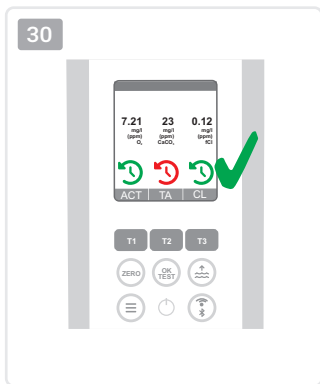 30
7.21 23 0.12
mg/l mg/l mg/l
(ppm) (ppm) (ppm)
O₂ CaCO₃ fCl
ACT TA CL
T1 T2 T3
ZERO OK
TEST